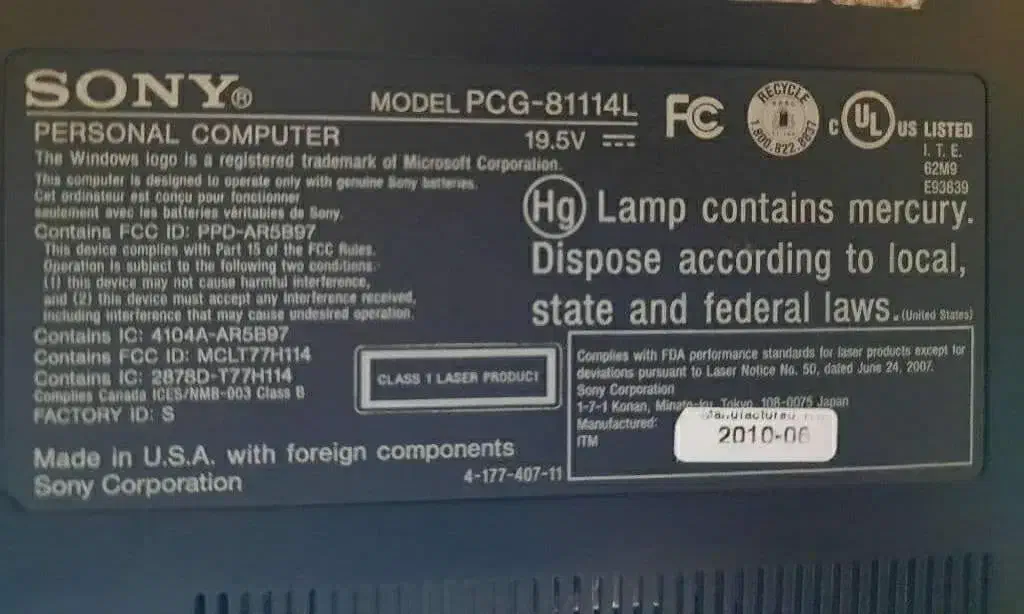 SONY®
MODEL PCG-81114L
PERSONAL COMPUTER
19.5V
The Windows logo is a registered trademark of Microsoft Corporation.
This computer is designed to operate only with genuine Sony batteries.
Cet ordinateur est conçu pour fonctionner
seulement avec les batteries véritables de Sony.
Contains FCC ID: PPD-AR5B97
This device complies with Part 15 of the FCC Rules.
Operation is subject to the following two conditions:
(1) this device may not cause harmful interference,
and (2) this device must accept any interference received,
including interference that may cause undesired operation.
Contains IC: 4104A-AR5B97
Contains FCC ID: MCLT77H114
Contains IC: 2878D-T77H114
Complies Canada ICES/NMB-003 Class B
FACTORY ID: S
Made in U.S.A. with foreign components
Sony Corporation
4-177-407-11
CLASS 1 LASER PRODUCT
FC
RECYCLE
1.800.822.8837
C UL US LISTED
I. T. E.
62M9
E93639
Hg Lamp contains mercury.
Dispose according to local,
state and federal laws. (United States)
Complies with FDA performance standards for laser products except for
deviations pursuant to Laser Notice No. 50, dated June 24, 2007.
Sony Corporation
1-7-1 Konan, Minato-ku, Tokyo, 108-0075 Japan
Manufactured:
ITM
Manufactured
2010-06